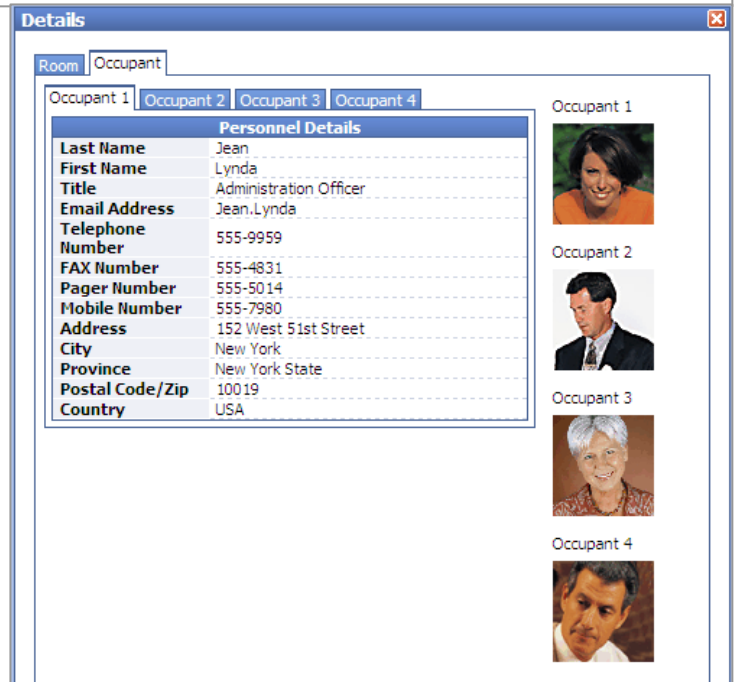 Details
Room Occupant
Occupant 1 Occupant 2 Occupant 3 Occupant 4
Personnel Details
Last Name Jean
First Name Lynda
Title Administration Officer
Email Address Jean.Lynda
Telephone
Number 555-9959
FAX Number 555-4831
Pager Number 555-5014
Mobile Number 555-7980
Address 152 West 51st Street
City New York
Province New York State
Postal Code/Zip 10019
Country USA
Occupant 1
Occupant 2
Occupant 3
Occupant 4